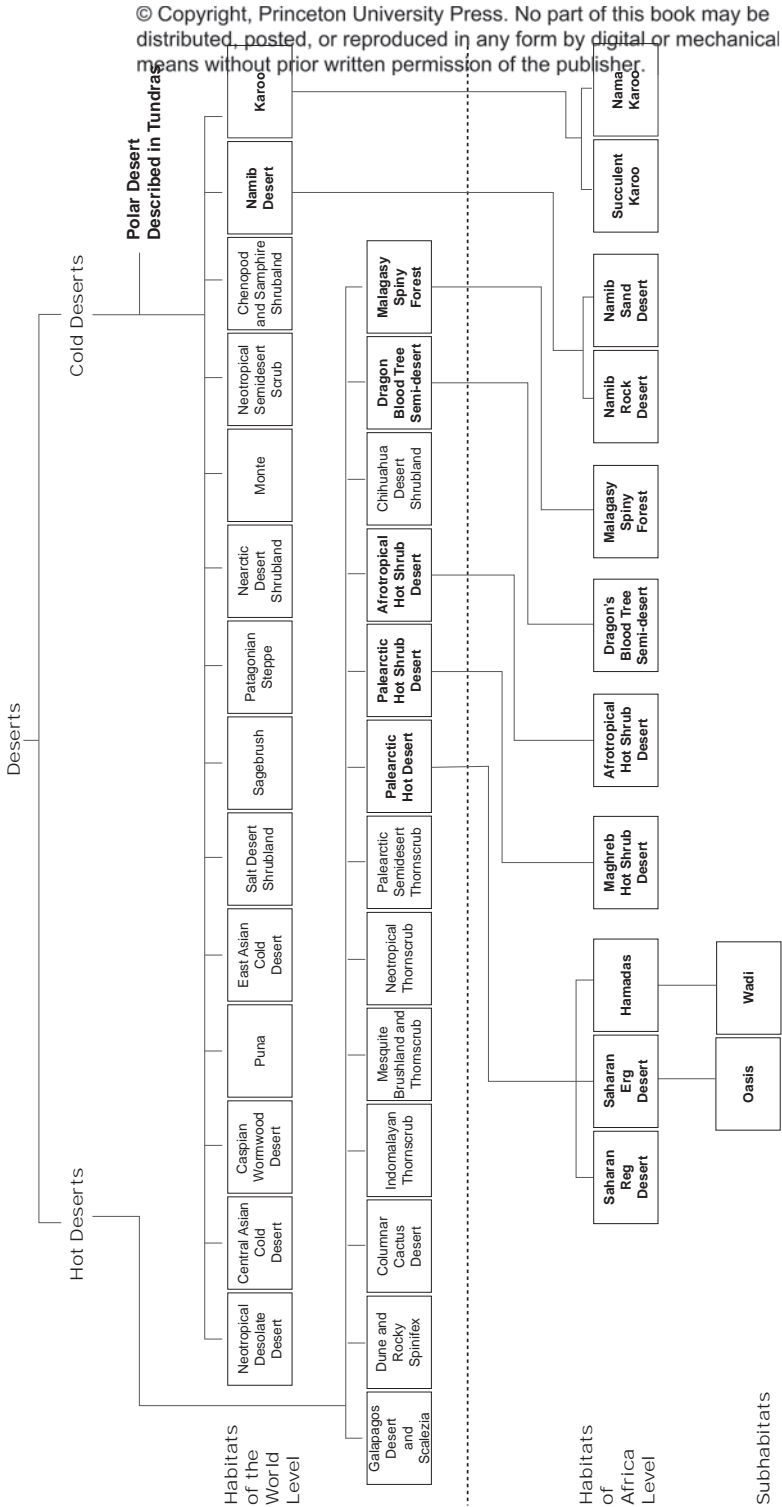 © Copyright, Princeton University Press. No part of this book may be
distributed, posted, or reproduced in any form by digital or mechanical
means without prior written permission of the publisher.
Deserts
Hot Deserts
Cold Deserts
Polar Desert
Described in Tundras
Habitats
of the
World
Level
Neotropical
Desolate
Desert
Central Asian
Cold
Desert
Caspian
Wormwood
Desert
Puna
East Asian
Cold
Desert
Salt Desert
Shrubland
Sagebrush
Patagonian
Steppe
Nearctic
Desert
Shrubland
Monte
Neotropical
Semidesert
Scrub
Chenopod
and Samphire
Shrubalnd
Namib
Desert
Karoo
Galapagos
Desert
and
Scalezia
Dune and
Rocky
Spinifex
Columnar
Cactus
Desert
Indomalayan
Thornscrub
Mesquite
Brushland and
Thornscrub
Neotropical
Thornscrub
Palearctic
Semidesert
Thornscrub
Palearctic
Hot Desert
Palearctic
Hot Shrub
Desert
Afrotropical
Hot Shrub
Desert
Chihuahua
Desert
Shrubland
Dragon
Blood Tree
Semi-desert
Malagasy
Spiny
Forest
Habitats
of
Africa
Level
Saharan
Reg
Desert
Saharan
Erg
Desert
Hamadas
Maghreb
Hot Shrub
Desert
Afrotropical
Hot Shrub
Desert
Dragon's
Blood Tree
Semi-desert
Malagasy
Spiny
Forest
Namib
Rock
Desert
Namib
Sand
Desert
Succulent
Karoo
Nama
Karoo
Subhabitats
Oasis
Wadi